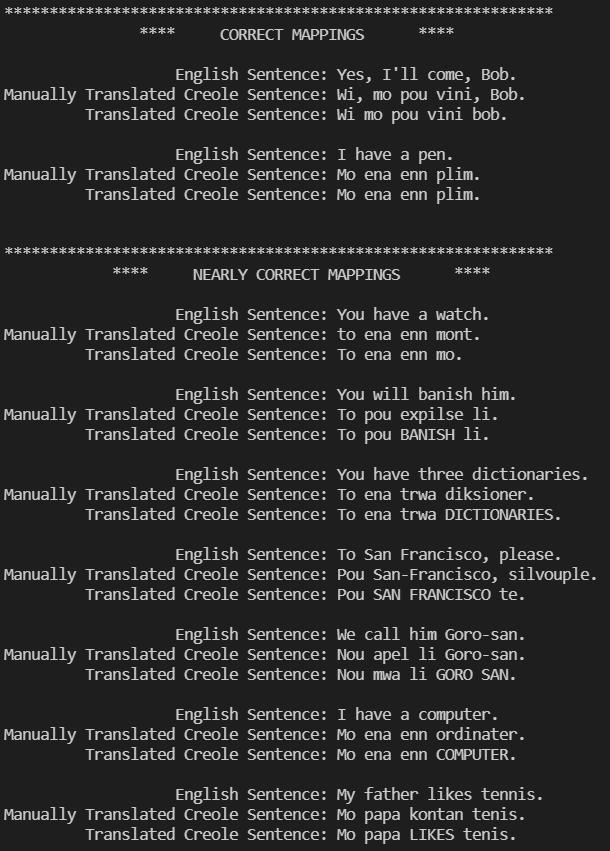 *************************************************************
**** CORRECT MAPPINGS ****
English Sentence: Yes, I'll come, Bob.
Manually Translated Creole Sentence: Wi, mo pou vini, Bob.
Translated Creole Sentence: Wi mo pou vini bob.
English Sentence: I have a pen.
Manually Translated Creole Sentence: Mo ena enn plim.
Translated Creole Sentence: Mo ena enn plim.
*************************************************************
**** NEARLY CORRECT MAPPINGS ****
English Sentence: You have a watch.
Manually Translated Creole Sentence: to ena enn mont.
Translated Creole Sentence: To ena enn mo.
English Sentence: You will banish him.
Manually Translated Creole Sentence: To pou expilse li.
Translated Creole Sentence: To pou BANISH li.
English Sentence: You have three dictionaries.
Manually Translated Creole Sentence: To ena trwa diksioner.
Translated Creole Sentence: To ena trwa DICTIONARIES.
English Sentence: To San Francisco, please.
Manually Translated Creole Sentence: Pou San-Francisco, silvouple.
Translated Creole Sentence: Pou SAN FRANCISCO te.
English Sentence: We call him Goro-san.
Manually Translated Creole Sentence: Nou apel li Goro-san.
Translated Creole Sentence: Nou mwa li GORO SAN.
English Sentence: I have a computer.
Manually Translated Creole Sentence: Mo ena enn ordinater.
Translated Creole Sentence: Mo ena enn COMPUTER.
English Sentence: My father likes tennis.
Manually Translated Creole Sentence: Mo papa kontan tenis.
Translated Creole Sentence: Mo papa LIKES tenis.